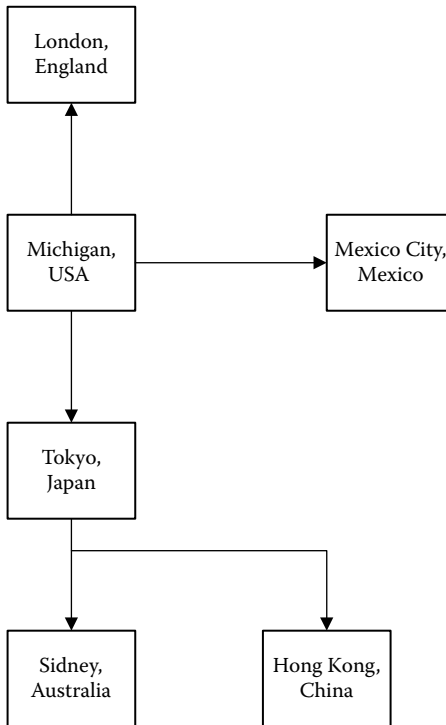 London,
England
Michigan,
USA
Mexico City,
Mexico
Tokyo,
Japan
Sidney,
Australia
Hong Kong,
China